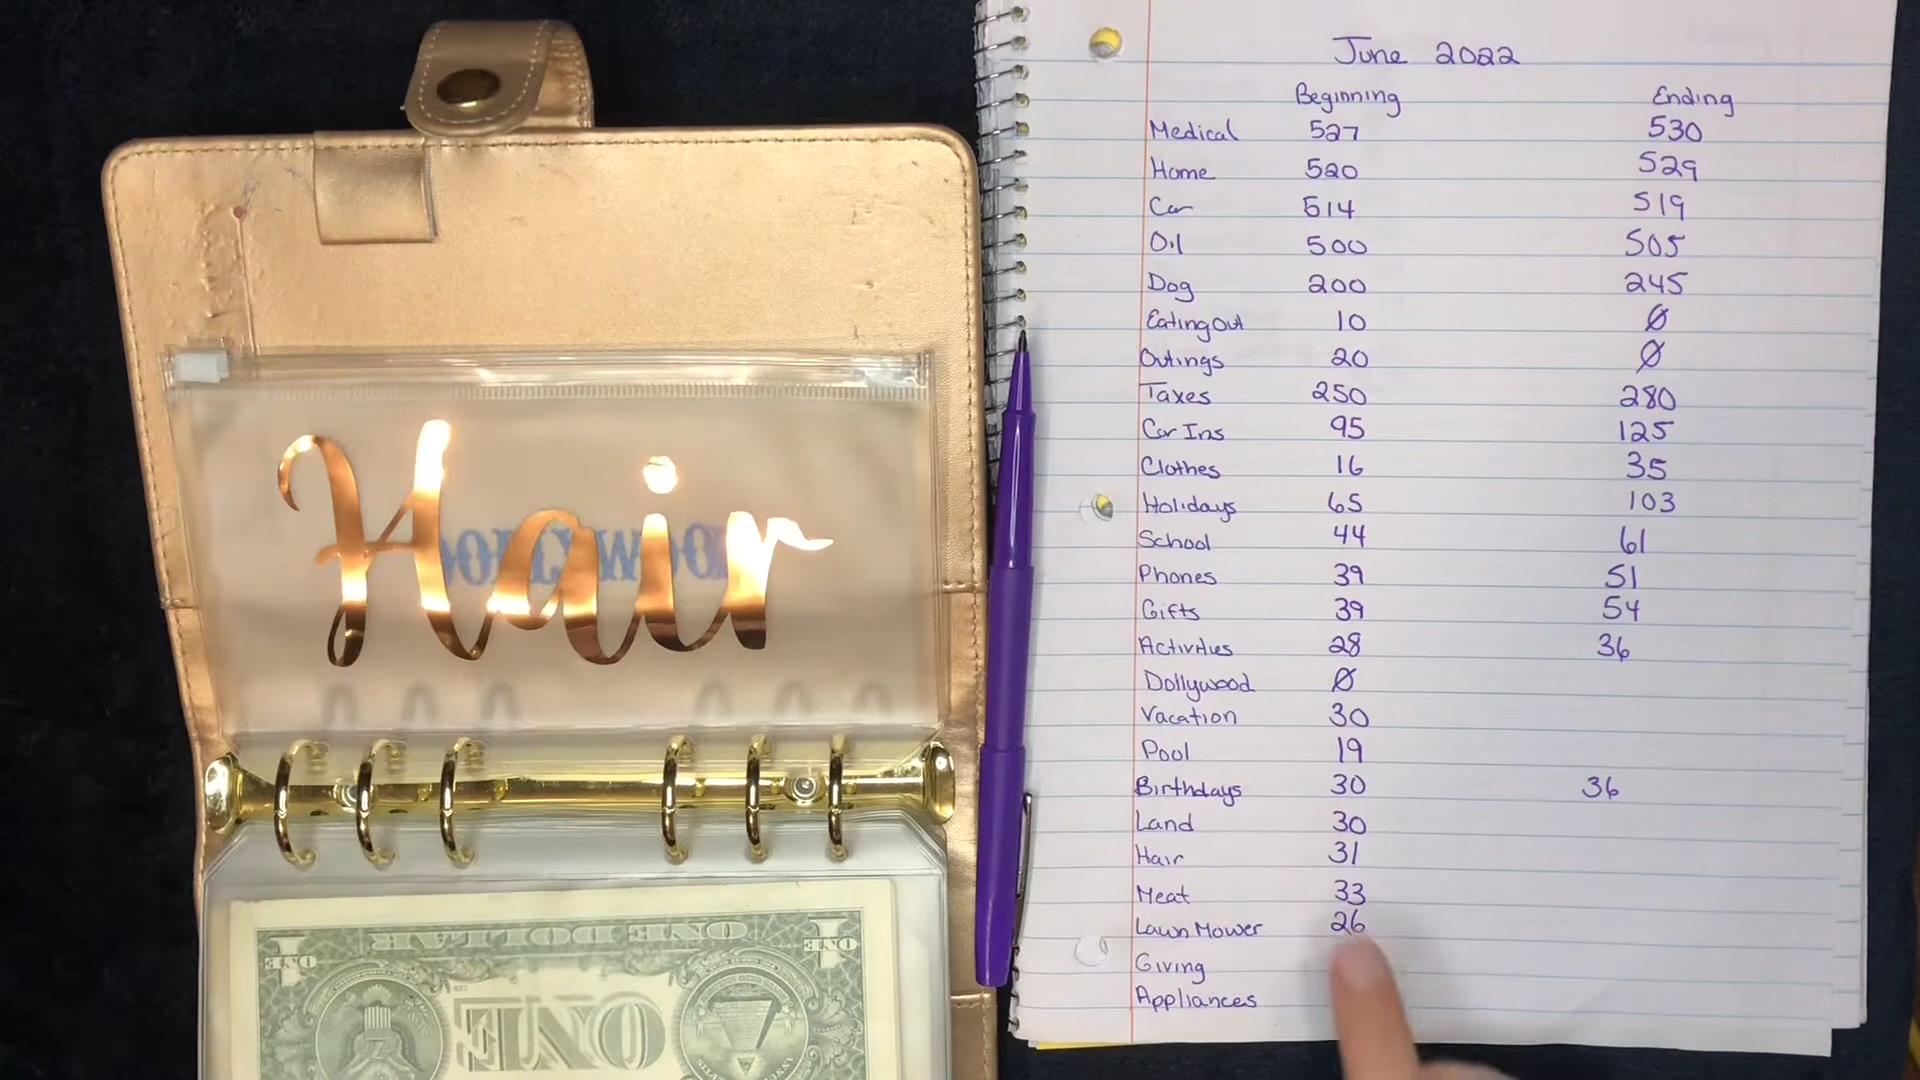 Hair
June 2022
Beginning Ending
Medical 527 530
Home 520 529
Car 514 519
Oil 500 505
Dog 200 245
Eating Out 10 Ø
Outings 20 Ø
Taxes 250 280
Car Ins 95 125
Clothes 16 35
Holidays 65 103
School 44 61
Phones 39 51
Gifts 39 54
Activities 28 36
Dollywood Ø
Vacation 30
Pool 19
Birthdays 30 36
Land 30
Hair 31
Meat 33
Lawn Mower 26
Giving
Appliances
ONE DOLLAR
ONE